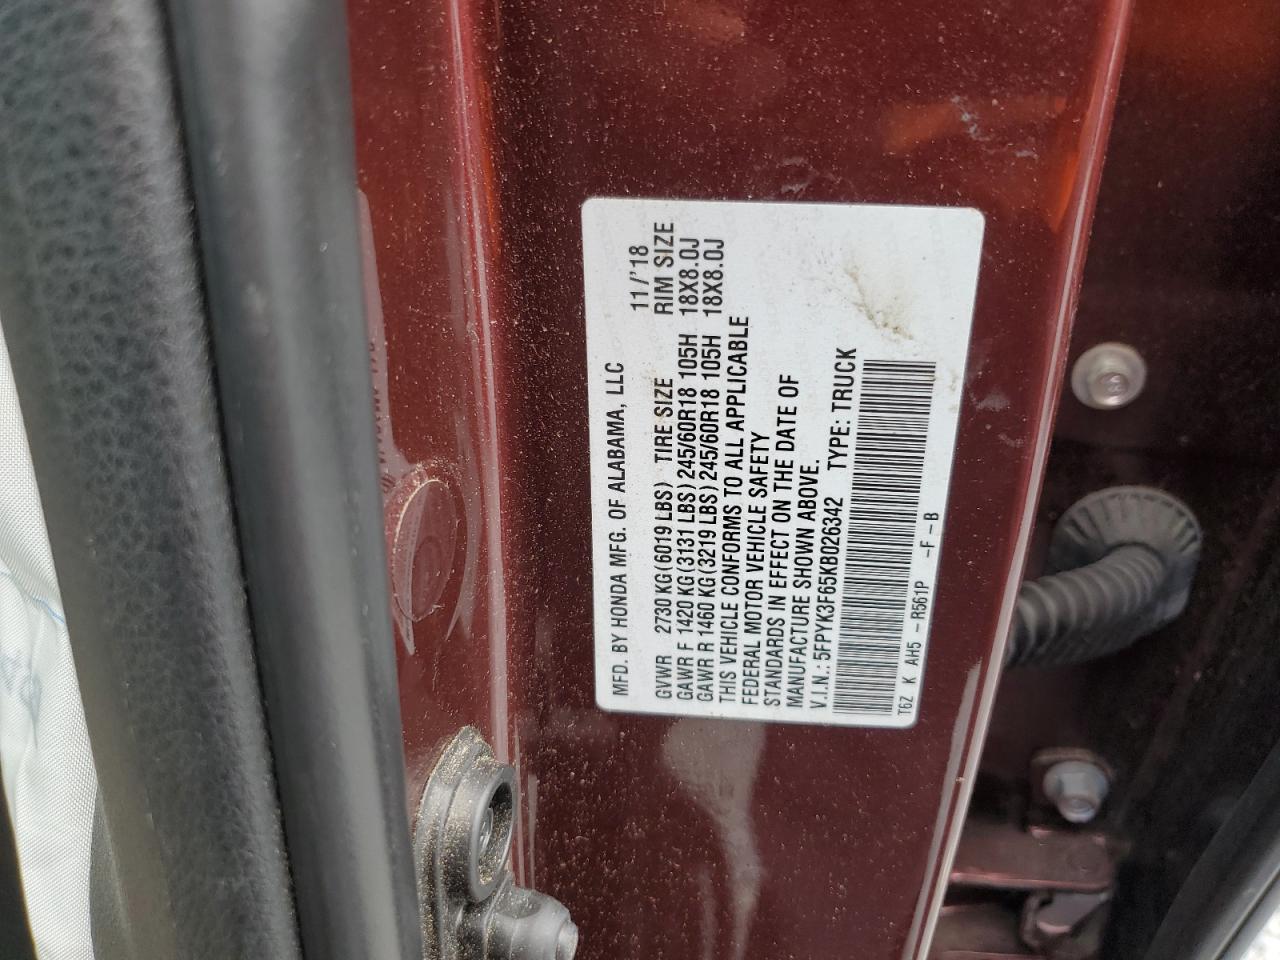 MFD. BY HONDA MFG. OF ALABAMA, LLC 11/'18
GVWR 2730 KG(6019 LBS) TIRE SIZE RIM SIZE
GAWR F 1420 KG(3131 LBS) 245/60R18 105H 18X8.0J
GAWR R 1460 KG(3219 LBS) 245/60R18 105H 18X8.0J
THIS VEHICLE CONFORMS TO ALL APPLICABLE
FEDERAL MOTOR VEHICLE SAFETY
STANDARDS IN EFFECT ON THE DATE OF
MANUFACTURE SHOWN ABOVE.
V.I.N.: 5FPYK3F65KB026342 TYPE: TRUCK
T6Z K AH5 - R561P -F-B